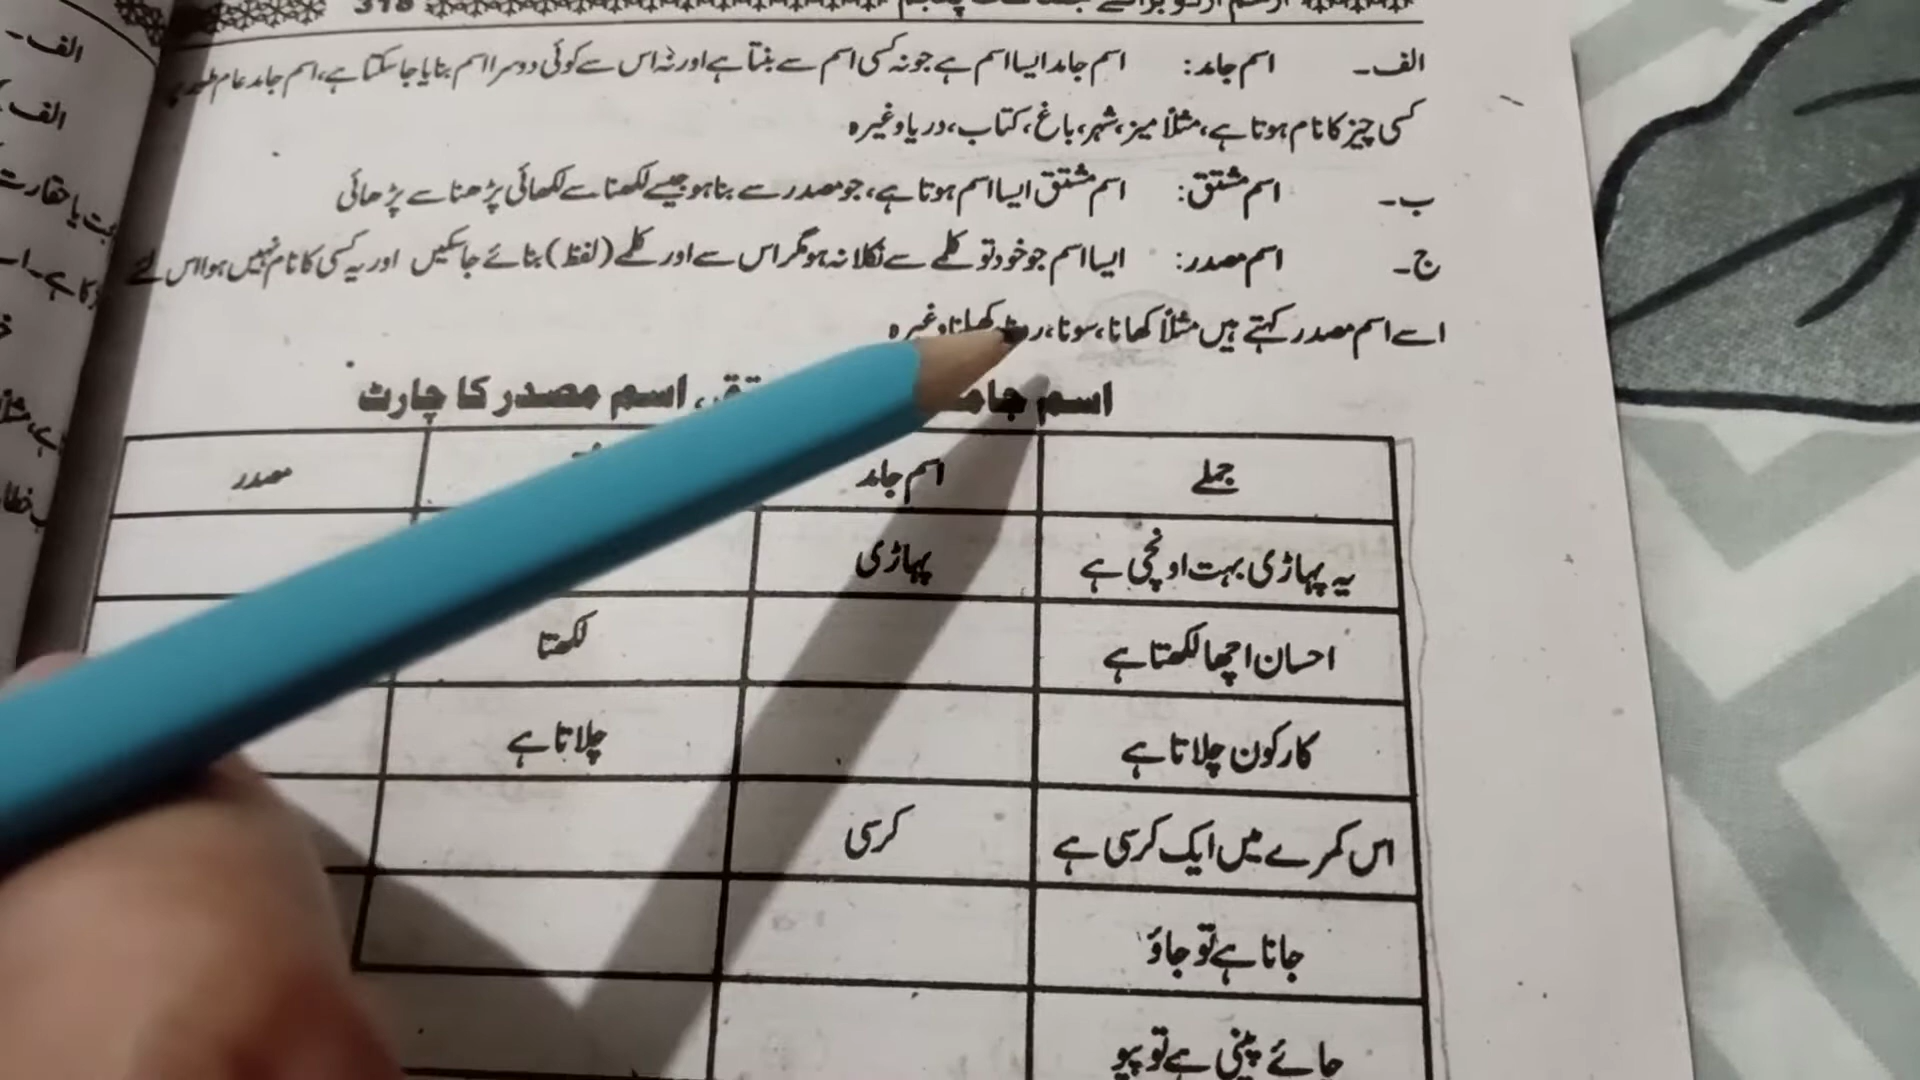 الف۔ اسم جامد: اسم جامد ایسا اسم ہے جو نہ کسی اسم سے بنتا ہے اور نہ اس سے کوئی دوسرا اسم بنایا جا سکتا ہے، اسم جامد عام
کسی چیز کا نام ہوتا ہے، مثلاً میز، شہر، باغ، کتاب، دریا وغیرہ
ب۔ اسم مشتق: اسم مشتق ایسا اسم ہوتا ہے، جو مصدر سے بنا ہو جیسے لکھنا سے لکھائی پڑھنا سے پڑھائی
ج۔ اسم مصدر: ایسا اسم جو خود تو کلمے سے نکلا نہ ہو مگر اس سے اور کلمے (لفظ) بنائے جا سکیں اور یہ کسی کا نام نہیں ہوا اس لئے
اسے اسم مصدر کہتے ہیں مثلاً کھانا، سونا، وغیرہ
اسم اسم مصدر کا چارٹ
جملے اسم جامد مصدر
یہ پہاڑی بہت اونچی ہے پہاڑی
احسان اچھا لکھتا ہے لکھتا
کار کون چلاتا ہے چلاتا ہے
اس کمرے میں ایک کرسی ہے کرسی
جانا ہے تو جاؤ
چائے پینی ہے تو پیو